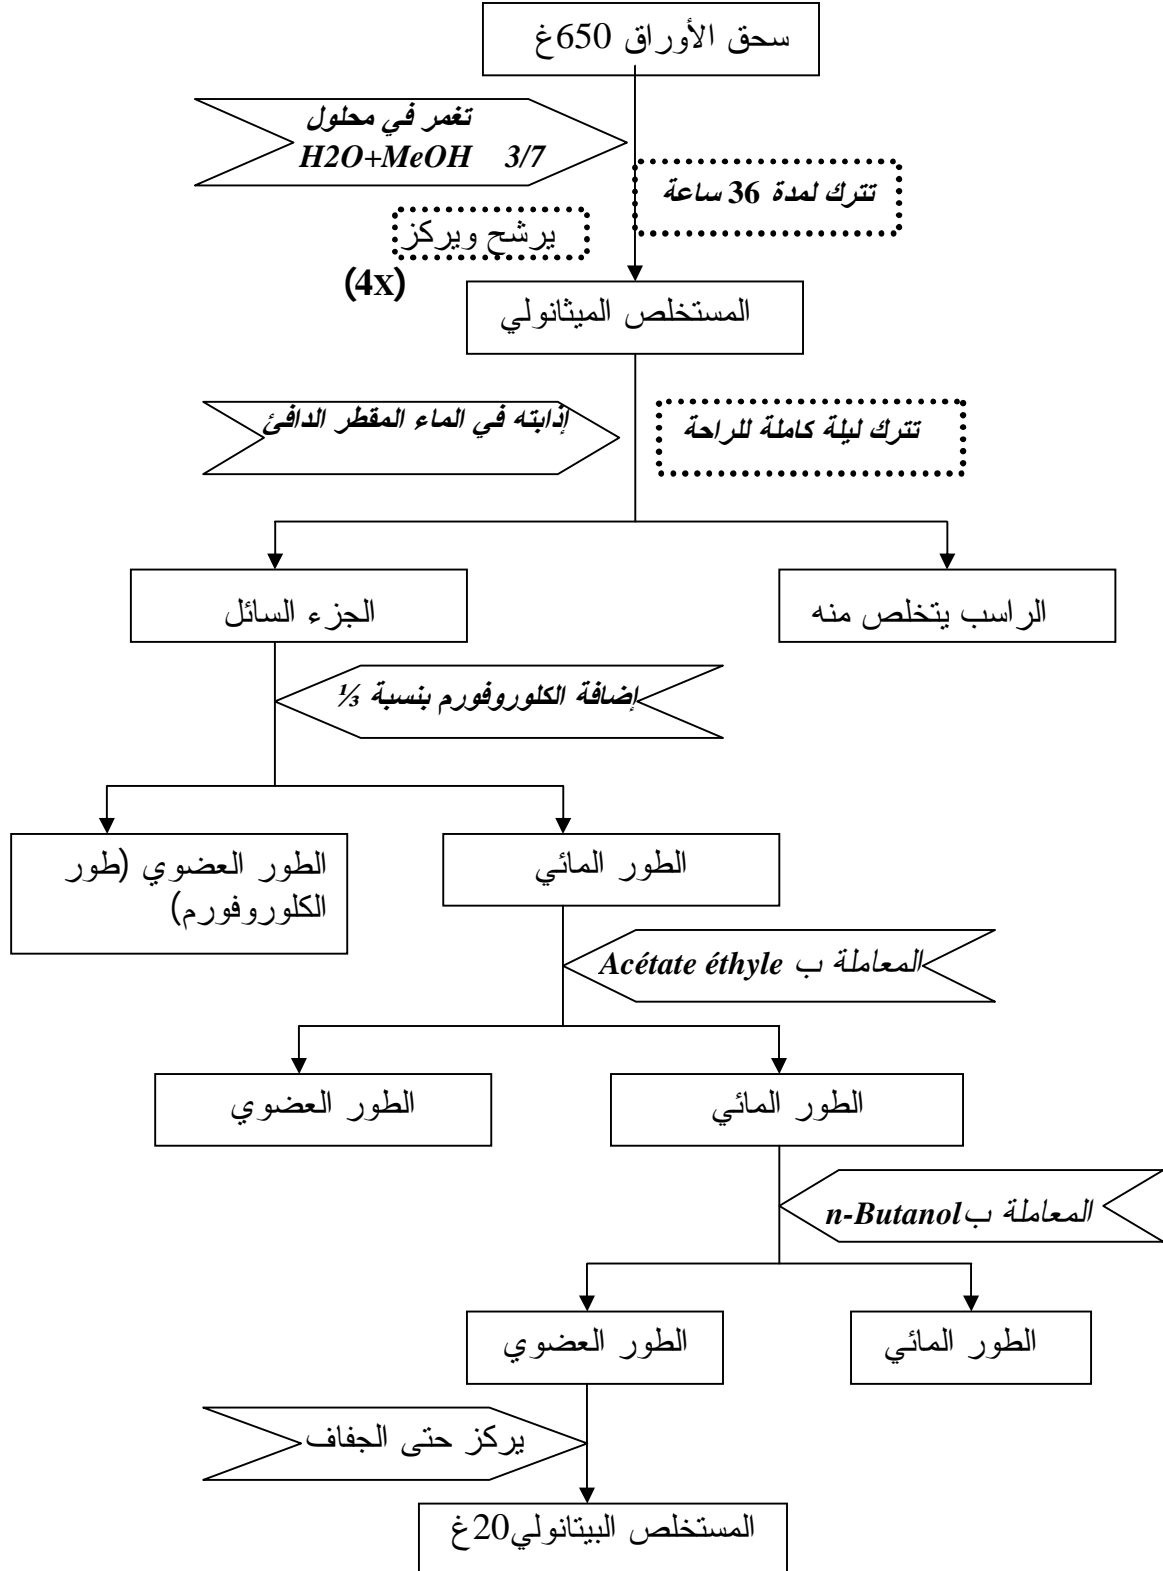 سحق الأوراق 650غ
تغمر في محلول
H2O+MeOH 3/7
تترك لمدة 36 ساعة
يرشح ويركز
(4x)
المستخلص الميثانولي
إذابته في الماء المقطر الدافئ
تترك ليلة كاملة للراحة
الجزء السائل
الراسب يتخلص منه
إضافة الكلوروفورم بنسبة ⅓
الطور العضوي (طور
الكلوروفورم)
الطور المائي
المعاملة ب Acétate éthyle
الطور العضوي
الطور المائي
المعاملة ب n-Butanol
الطور العضوي
الطور المائي
يركز حتى الجفاف
المستخلص البيتانولي20غ